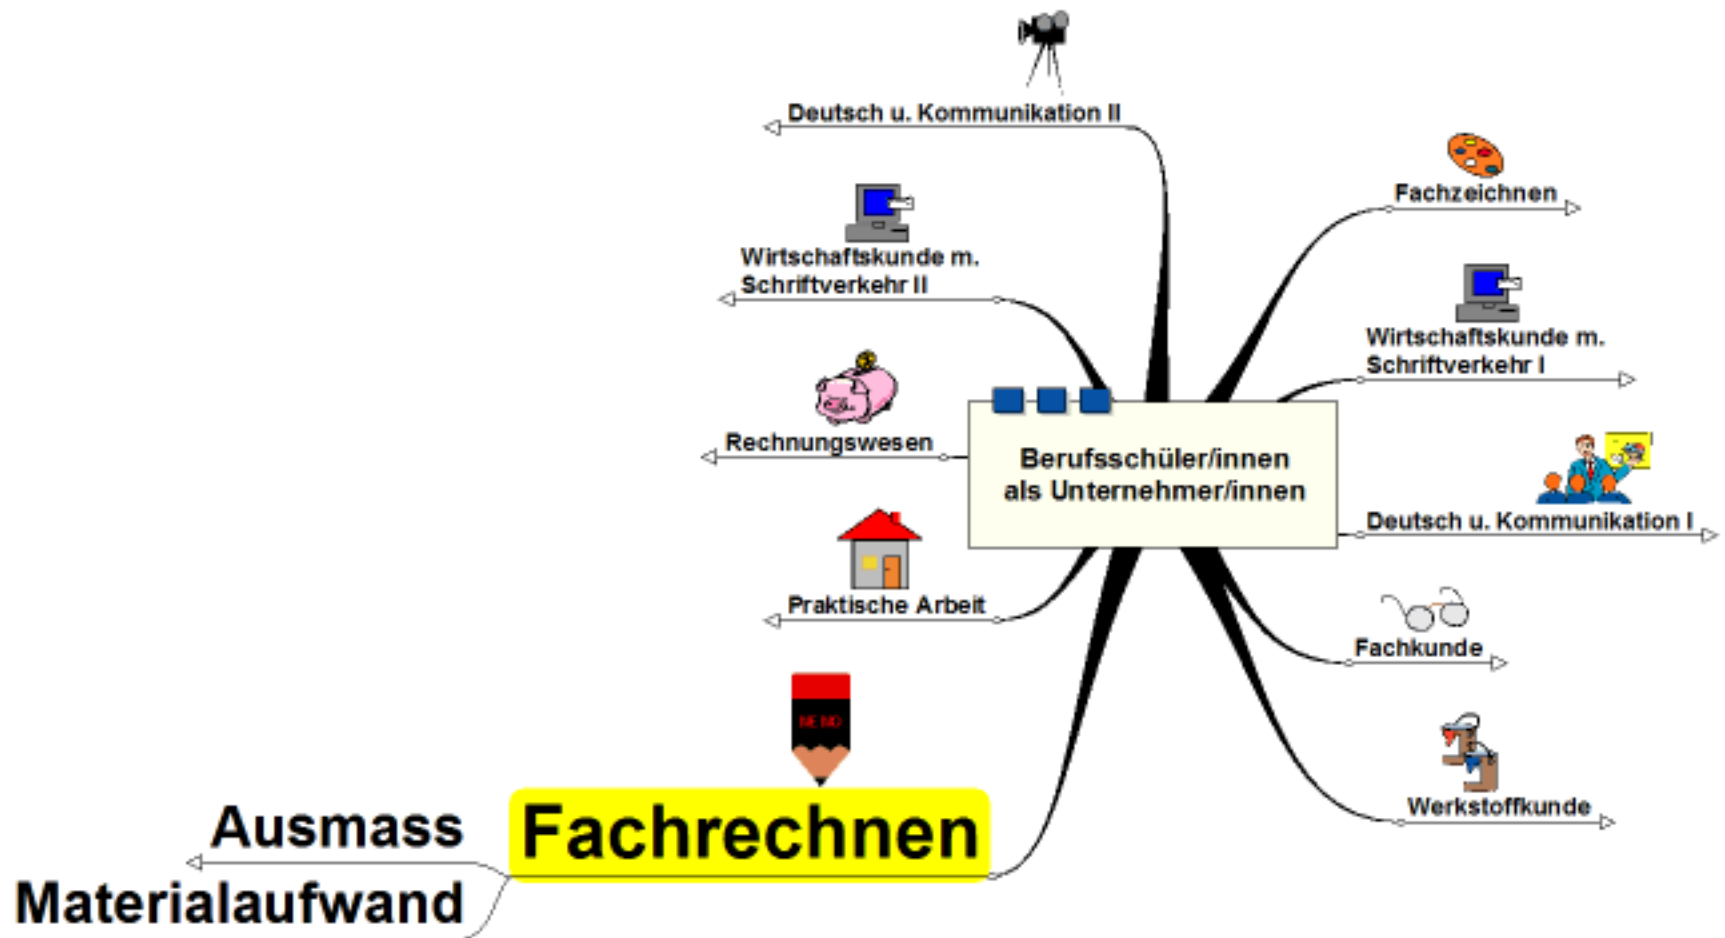 Deutsch u. Kommunikation II
Fachzeichnen
Wirtschaftskunde m.
Schriftverkehr II
Wirtschaftskunde m.
Schriftverkehr I
Rechnungswesen
Berufsschüler/innen
als Unternehmer/innen
Deutsch u. Kommunikation I
Praktische Arbeit
Fachkunde
Werkstoffkunde
Fachrechnen
Ausmass
Materialaufwand